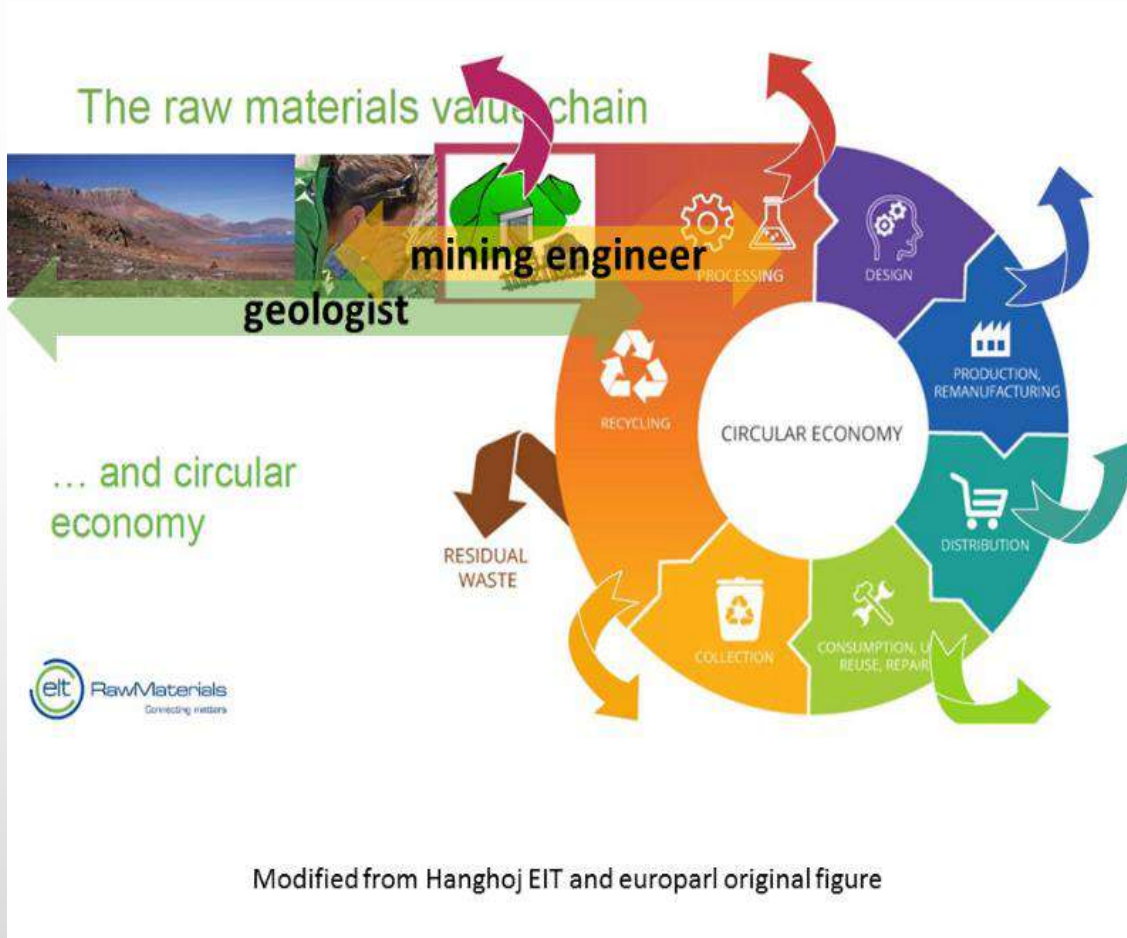 The raw materials value chain
mining engineer
geologist
PROCESSING
DESIGN
PRODUCTION,
REMANUFACTURING
RECYCLING
CIRCULAR ECONOMY
... and circular
economy
DISTRIBUTION
RESIDUAL
WASTE
COLLECTION
CONSUMPTION, U
REUSE, REPAIR
eit RawMaterials
Connecting matters
Modified from Hanghoj EIT and europarl original figure